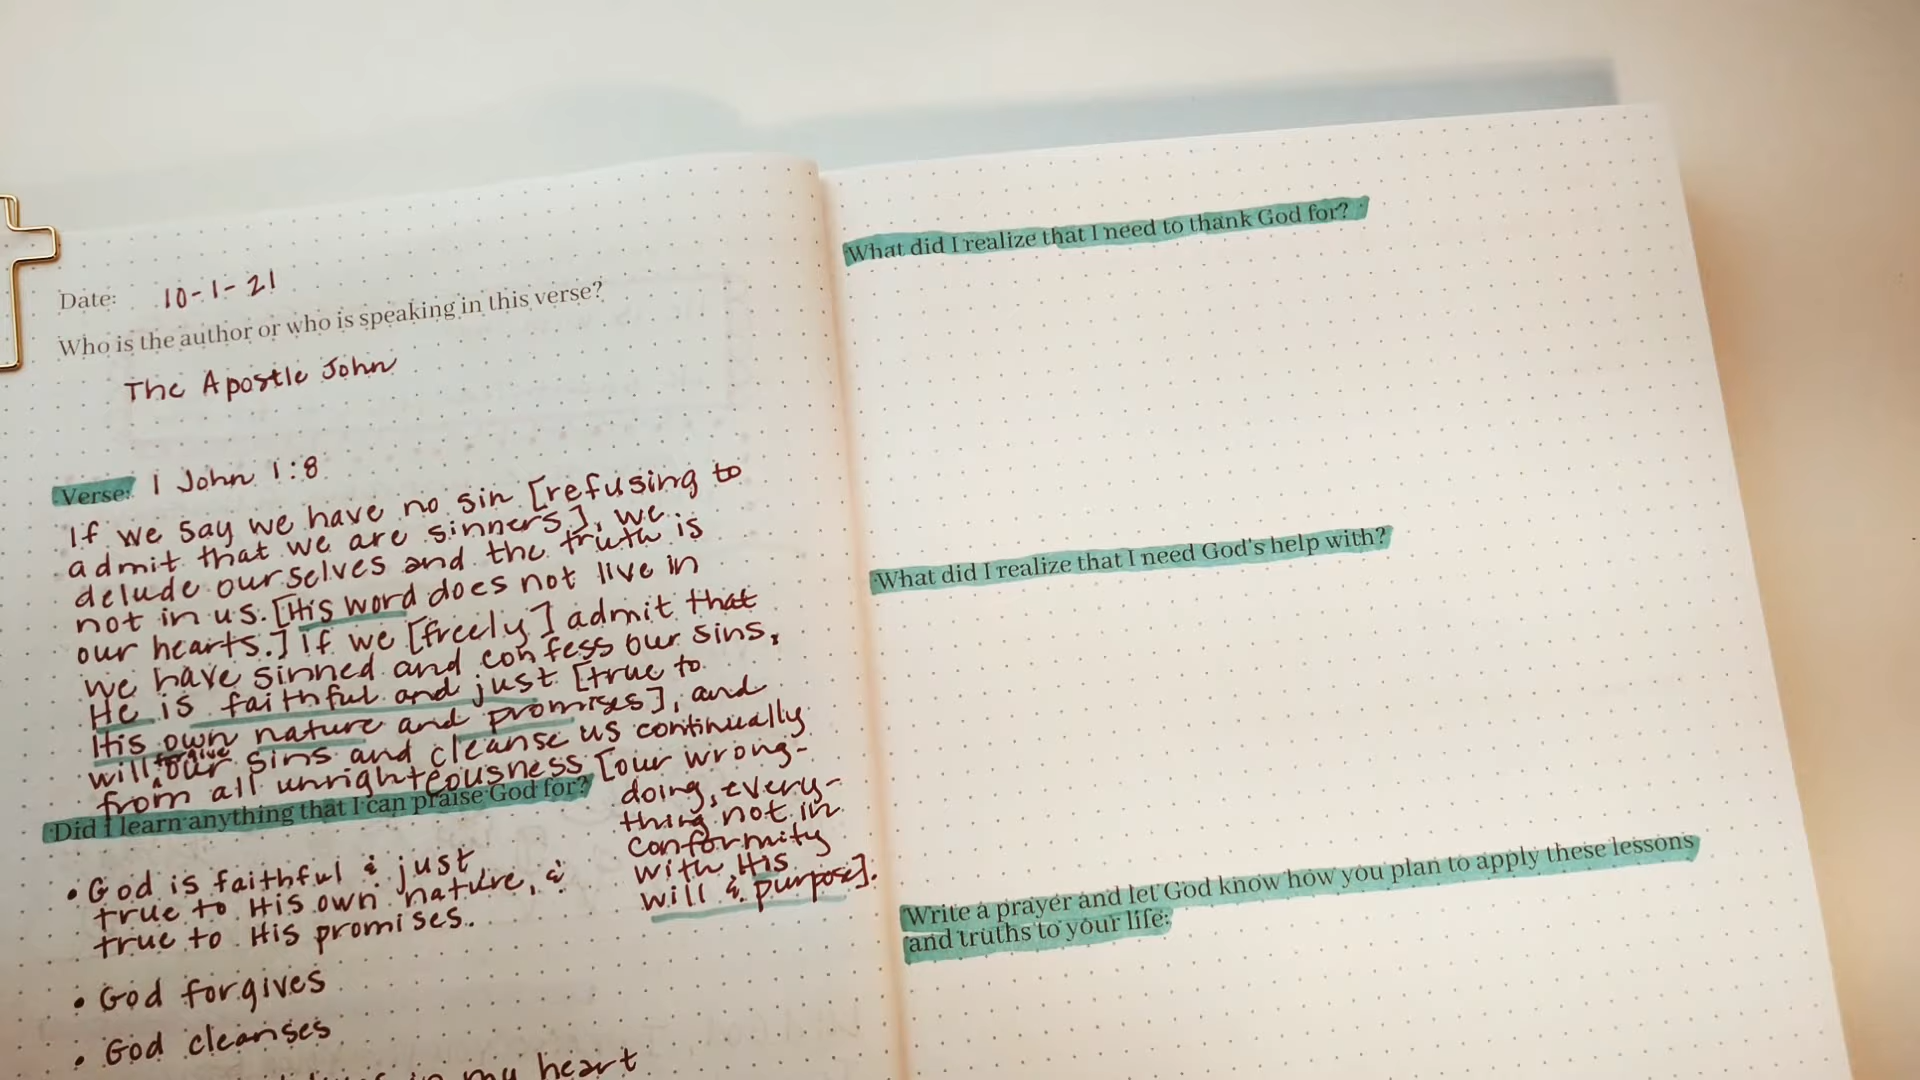 Date: 10-1-21
Who is the author or who is speaking in this verse?
The Apostle John
Verse: 1 John 1:8
If we say we have no sin [refusing to
admit that we are sinners], we
delude ourselves and the truth is
not in us. [His word does not live in
our hearts.] If we [freely] admit that
we have sinned and confess our sins,
He is faithful and just [true to
His own nature and promises], and
will forgive our sins and cleanse us continually
from all unrighteousness [our wrong-
doing, every-
thing not in
conformity
with His
will & purpose].
Did I learn anything that I can praise God for?
• God is faithful & just
true to His own nature, &
true to His promises.
• God forgives
• God cleanses
in my heart
What did I realize that I need to thank God for?
What did I realize that I need God's help with?
Write a prayer and let God know how you plan to apply these lessons
and truths to your life: